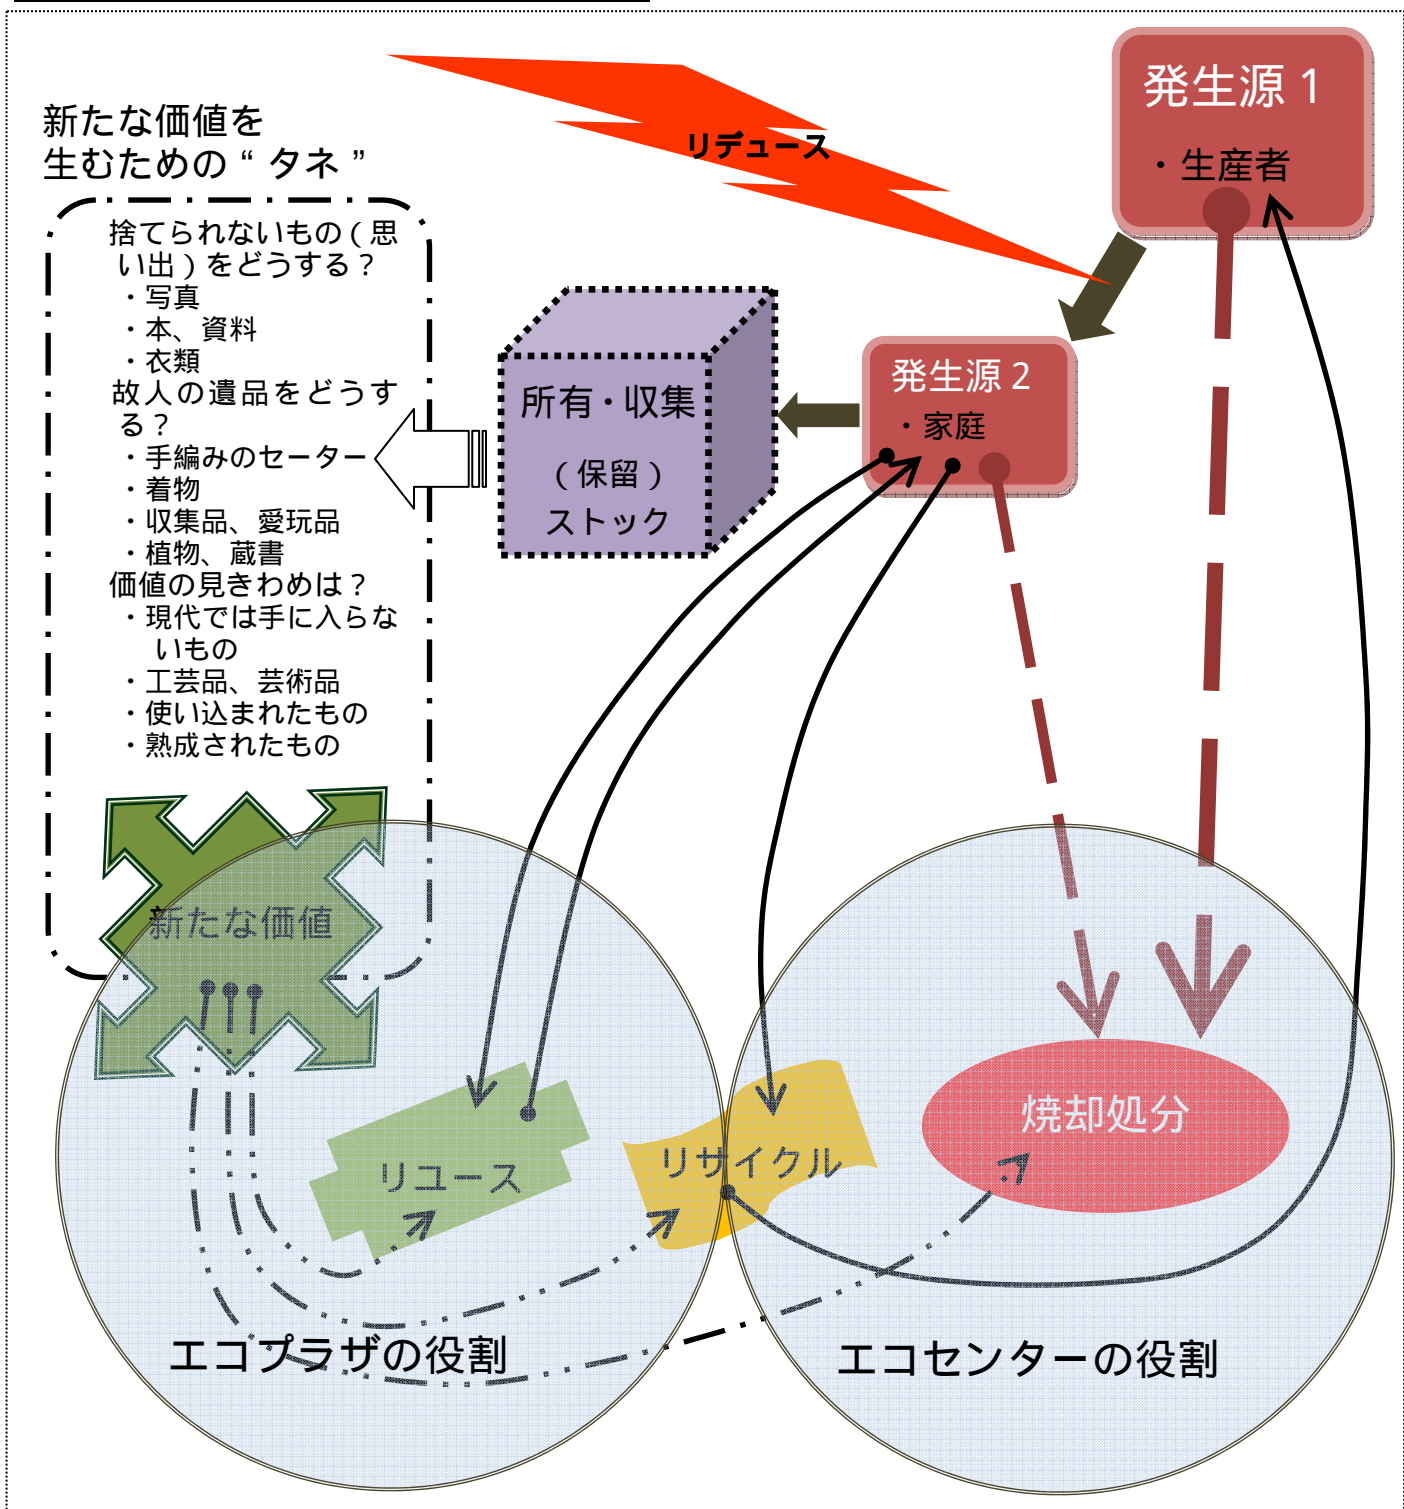 新たな価値を
生むための“タネ”
捨てられないもの（思
い出）をどうする？
・写真
・本、資料
・衣類
故人の遺品をどうす
る？
・手編みのセーター
・着物
・収集品、愛玩品
・植物、蔵書
価値の見きわめは？
・現代では手に入らな
いもの
・工芸品、芸術品
・使い込まれたもの
・熟成されたもの
リデュース
発生源1
・生産者
発生源2
・家庭
所有・収集
（保留）
ストック
新たな価値
リユース
リサイクル
焼却処分
エコプラザの役割
エコセンターの役割